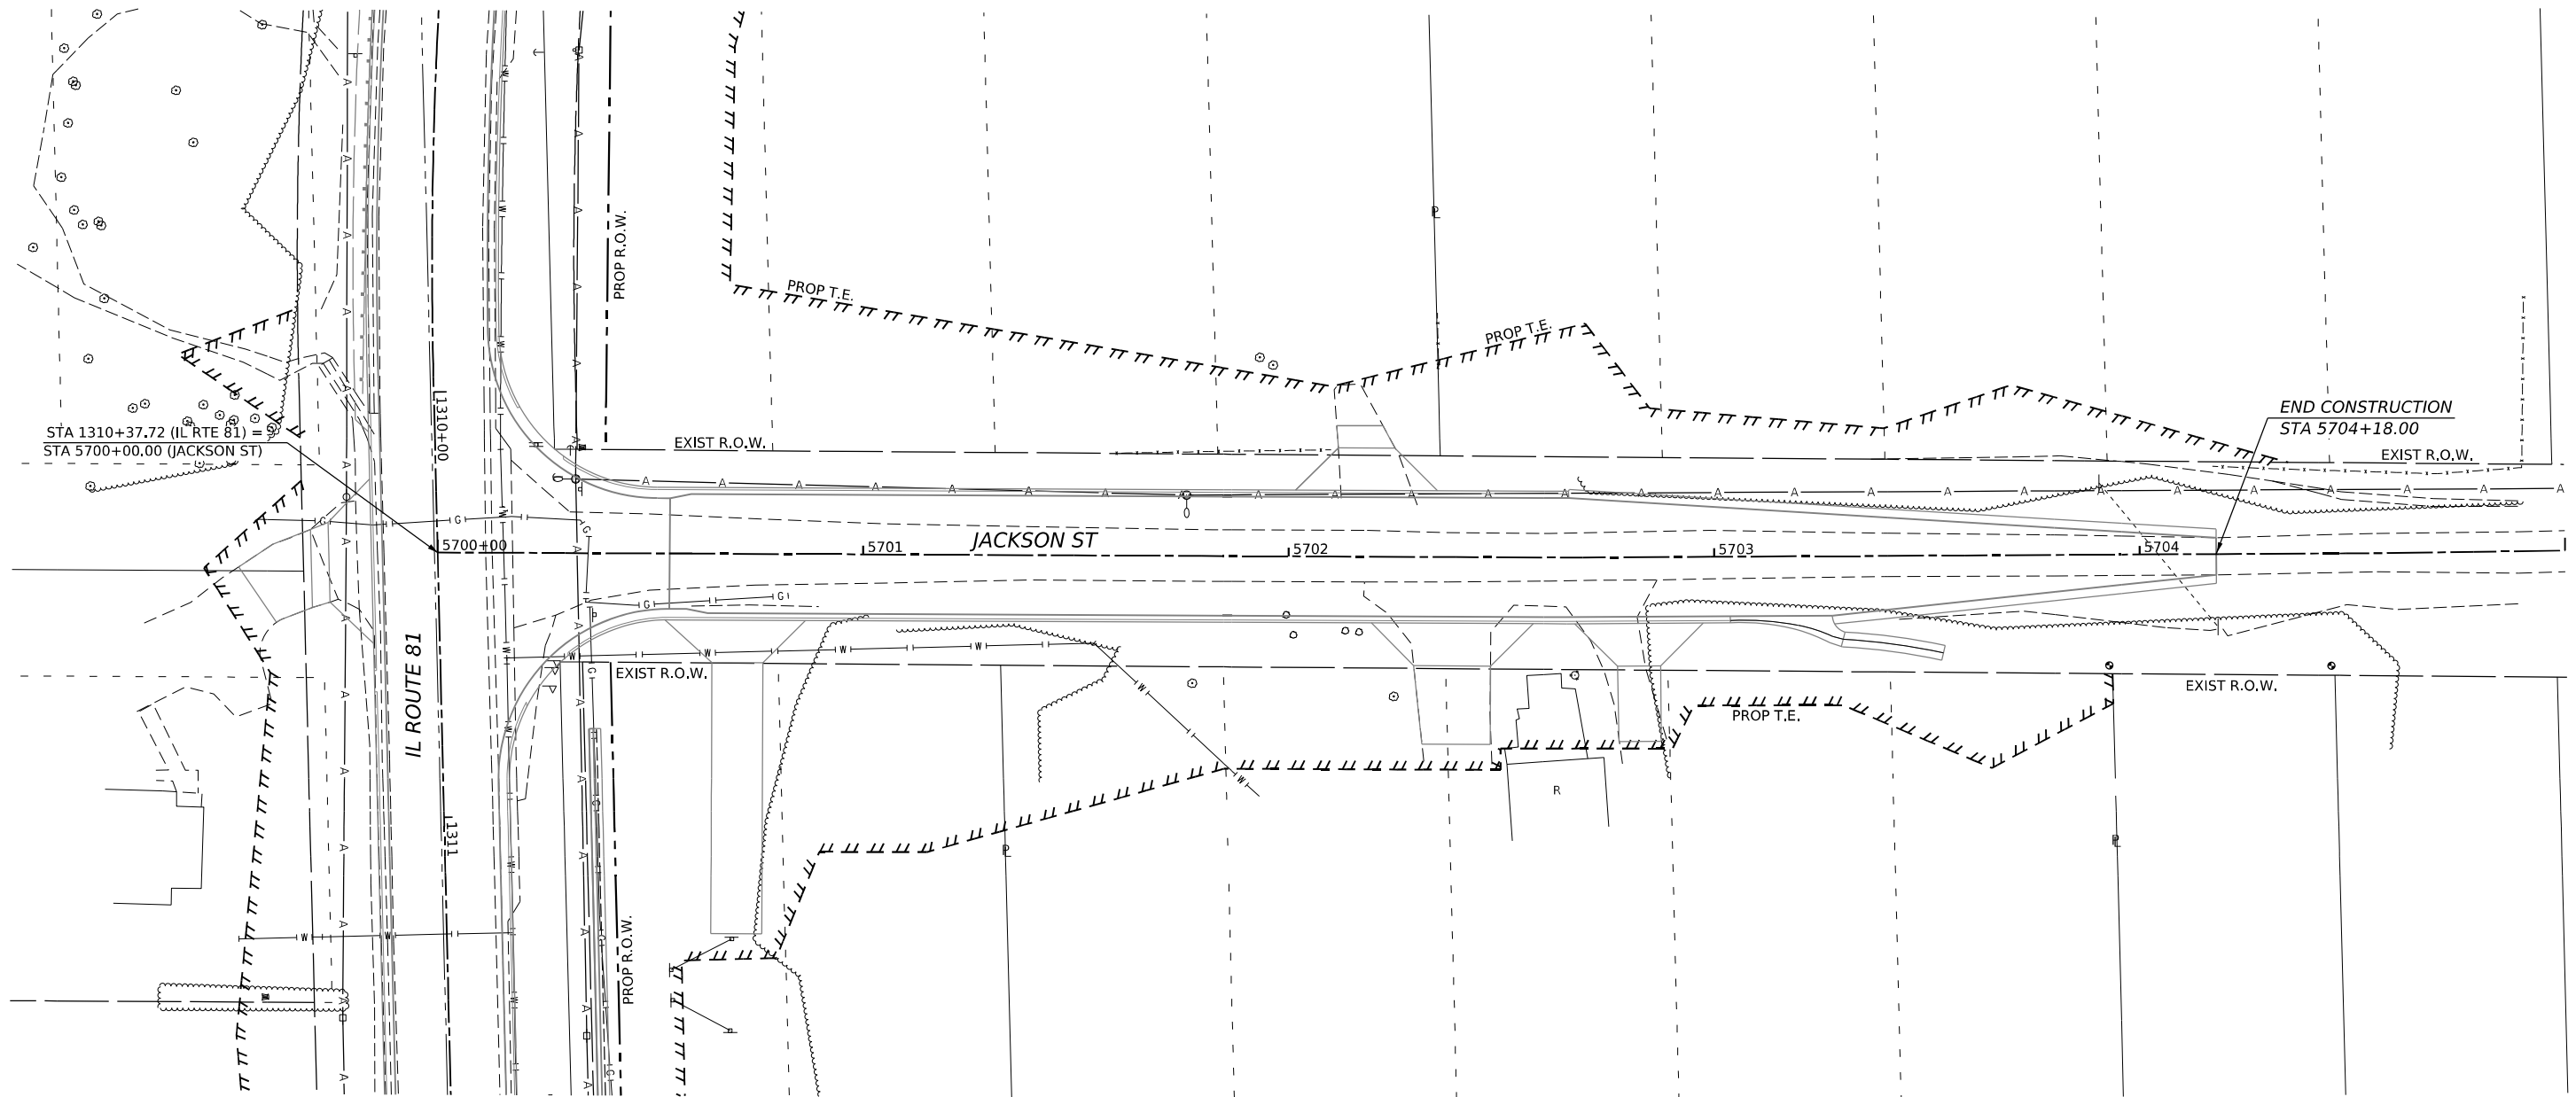 PROP R.O.W.
PROP T.E.
PROP T.E.
1310+00
STA 1310+37.72 (IL RTE 81) =
STA 5700+00.00 (JACKSON ST)
EXIST R.O.W.
END CONSTRUCTION
STA 5704+18.00
EXIST R.O.W.
5700+00
5701
JACKSON ST
5702
5703
5704
IL ROUTE 81
EXIST R.O.W.
EXIST R.O.W.
PROP T.E.
R
1311
PROP R.O.W.